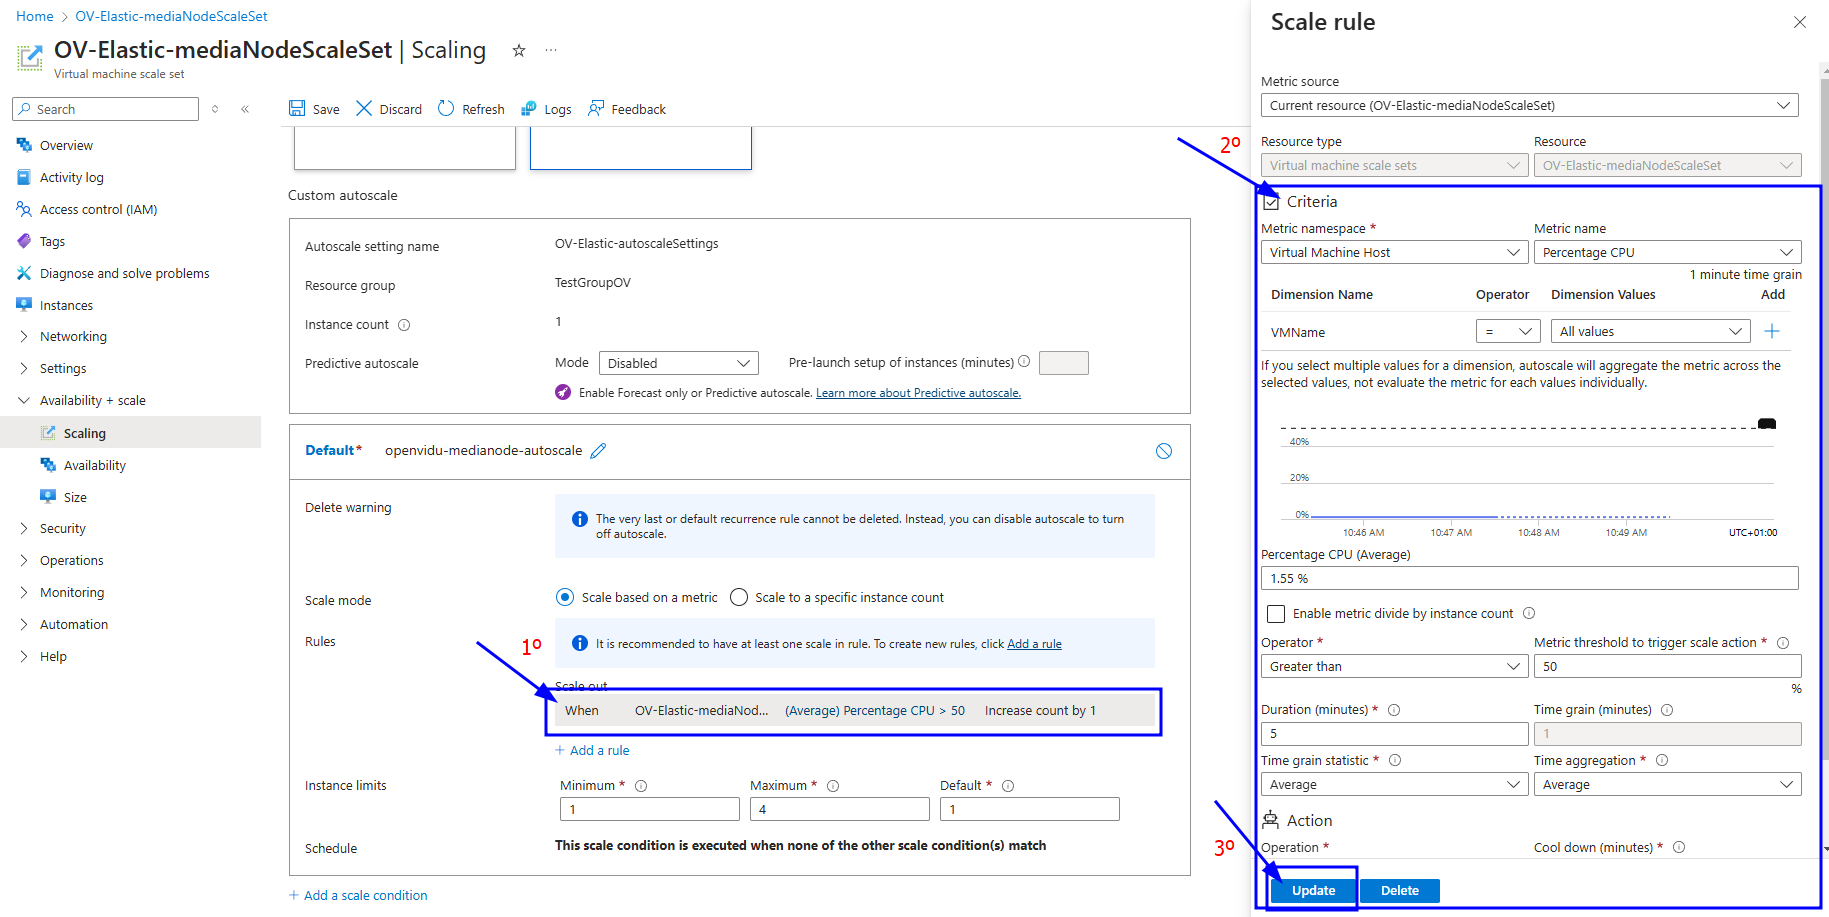 Home > OV-Elastic-mediaNodeScaleSet
OV-Elastic-mediaNodeScaleSet | Scaling
Virtual machine scale set
Search
Overview
Activity log
Access control (IAM)
Tags
Diagnose and solve problems
Instances
Networking
Settings
Availability + scale
Scaling
Availability
Size
Security
Operations
Monitoring
Automation
Help
Save Discard Refresh Logs Feedback
Custom autoscale
Autoscale setting name OV-Elastic-autoscaleSettings
Resource group TestGroupOV
Instance count 1
Predictive autoscale Mode Disabled Pre-launch setup of instances (minutes)
Enable Forecast only or Predictive autoscale. Learn more about Predictive autoscale.
Default* openvidu-medianode-autoscale
Delete warning
The very last or default recurrence rule cannot be deleted. Instead, you can disable autoscale to turn
off autoscale.
Scale mode Scale based on a metric Scale to a specific instance count
Rules
It is recommended to have at least one scale in rule. To create new rules, click Add a rule
1º
Scale out
When OV-Elastic-mediaNod... (Average) Percentage CPU > 50 Increase count by 1
+ Add a rule
Instance limits Minimum * Maximum * Default *
1 4 1
Schedule This scale condition is executed when none of the other scale condition(s) match
+ Add a scale condition
Scale rule
Metric source
Current resource (OV-Elastic-mediaNodeScaleSet)
2º
Resource type Resource
Virtual machine scale sets OV-Elastic-mediaNodeScaleSet
Criteria
Metric namespace * Metric name
Virtual Machine Host Percentage CPU
1 minute time grain
Dimension Name Operator Dimension Values Add
VMName = All values +
If you select multiple values for a dimension, autoscale will aggregate the metric across the
selected values, not evaluate the metric for each values individually.
40%
20%
0%
10:46 AM 10:47 AM 10:48 AM 10:49 AM UTC+01:00
Percentage CPU (Average)
1.55 %
Enable metric divide by instance count
Operator * Metric threshold to trigger scale action *
Greater than 50
%
Duration (minutes) * Time grain (minutes)
5 1
Time grain statistic * Time aggregation *
Average Average
Action
3º
Operation * Cool down (minutes) *
Update Delete